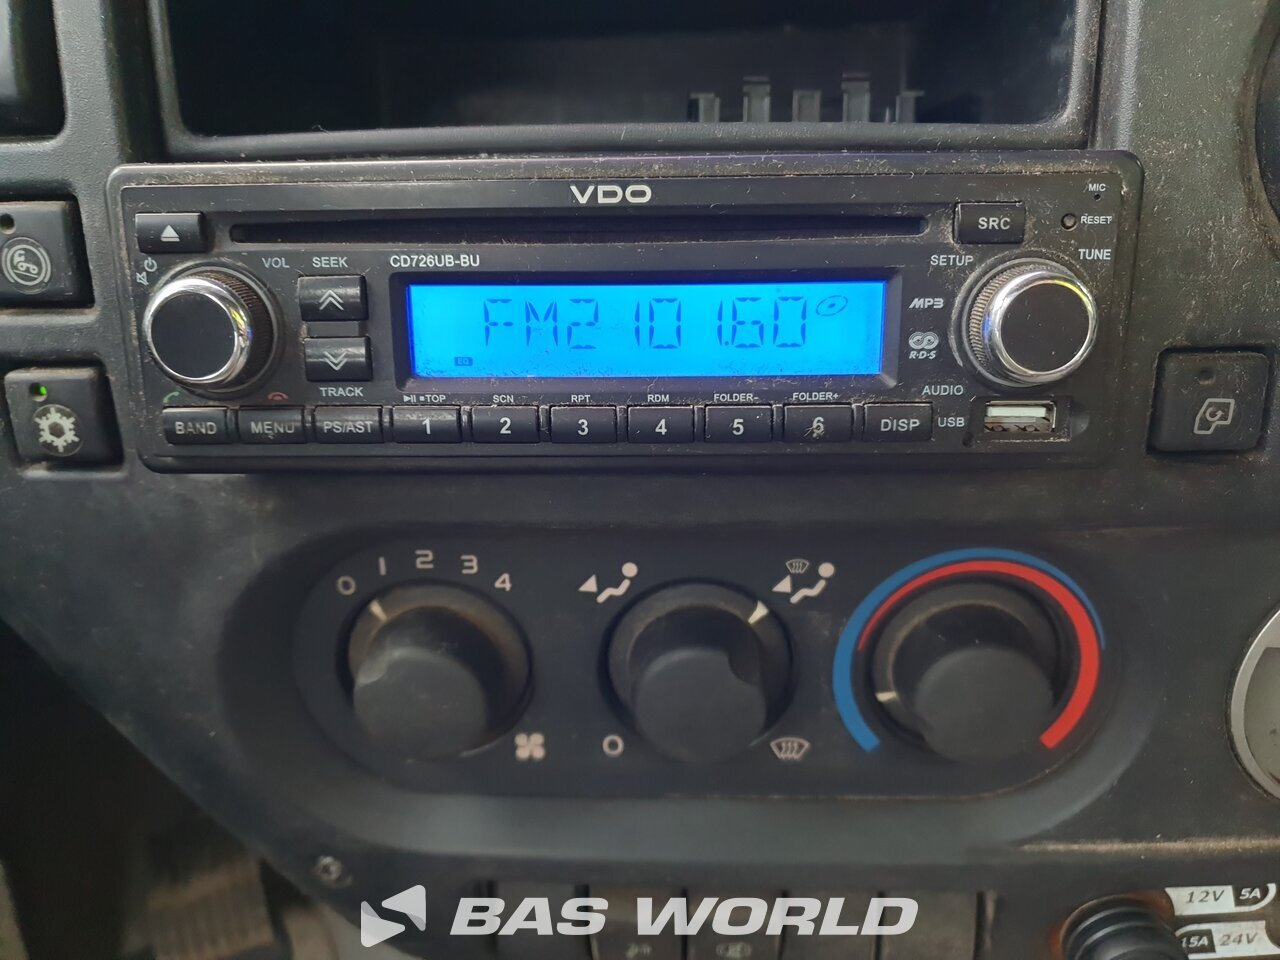 VDO
MIC
SRC
RESET
VOL
SEEK
CD726UB-BU
SETUP
TUNE
FM2 101.60
EQ
MP3
R·D·S
TRACK
AUDIO
TOP
SCN
RPT
RDM
FOLDER-
FOLDER+
BAND
MENU
PS/AST
1
2
3
4
5
6
DISP
USB
0
1
2
3
4
0
12V
5A
15A
24V
BAS WORLD